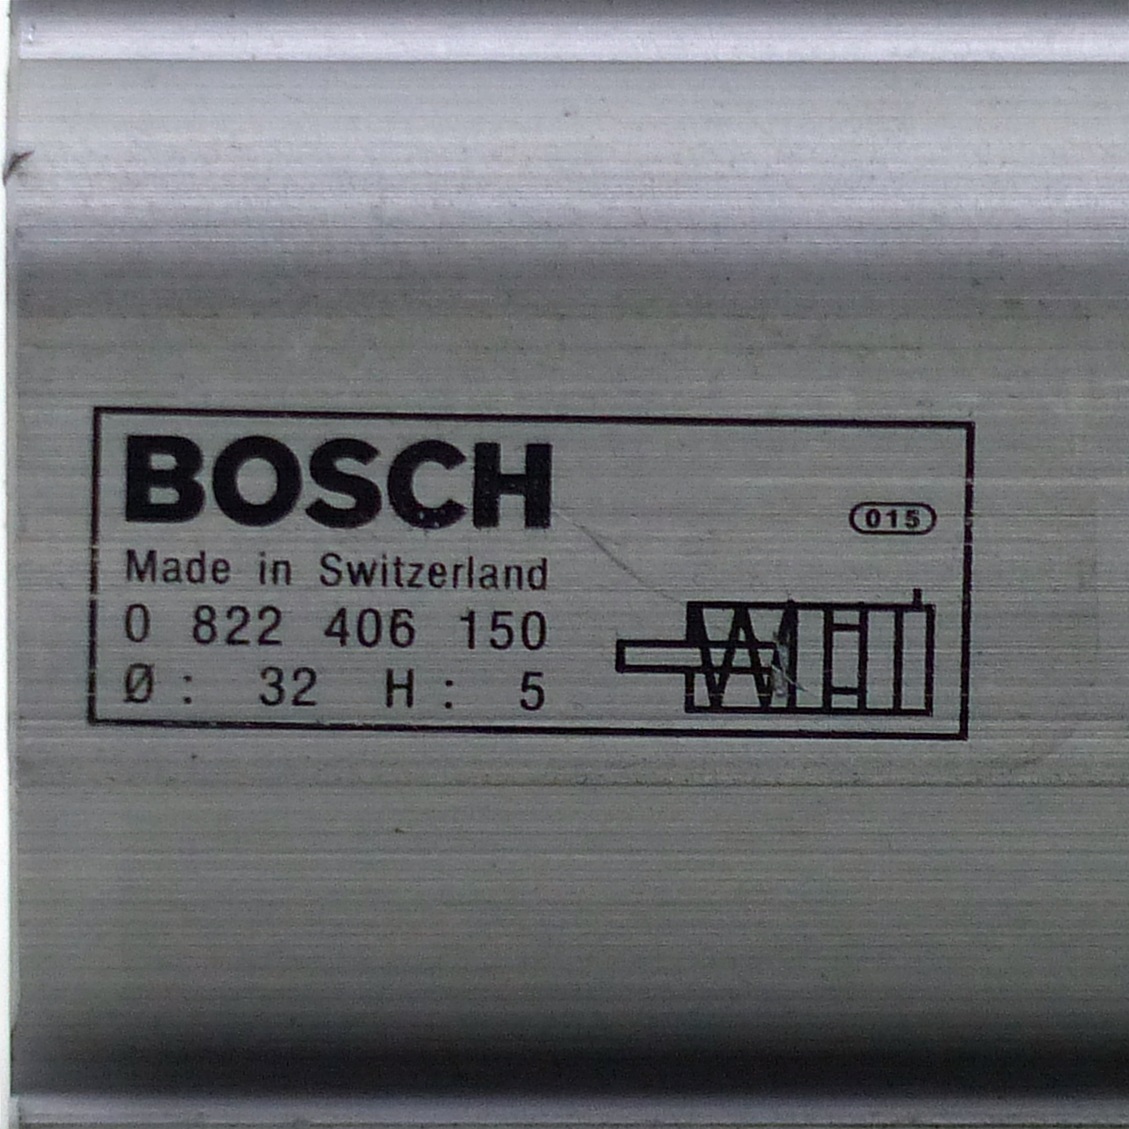 BOSCH
015
Made in Switzerland
0 822 406 150
Ø: 32 H: 5